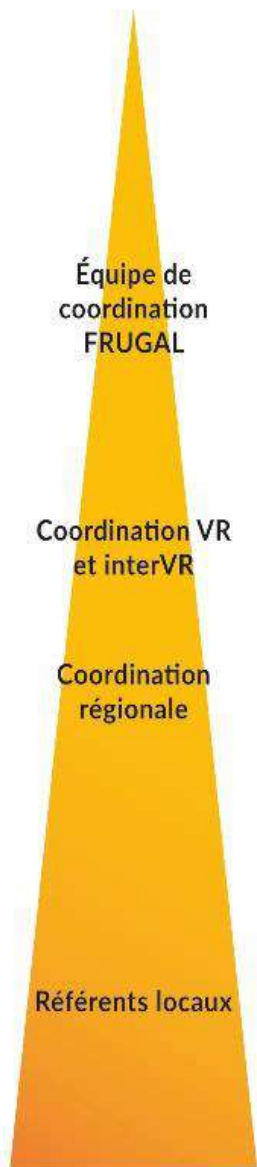 Équipe de
coordination
FRUGAL
Coordination VR
et interVR
Coordination
régionale
Référents locaux